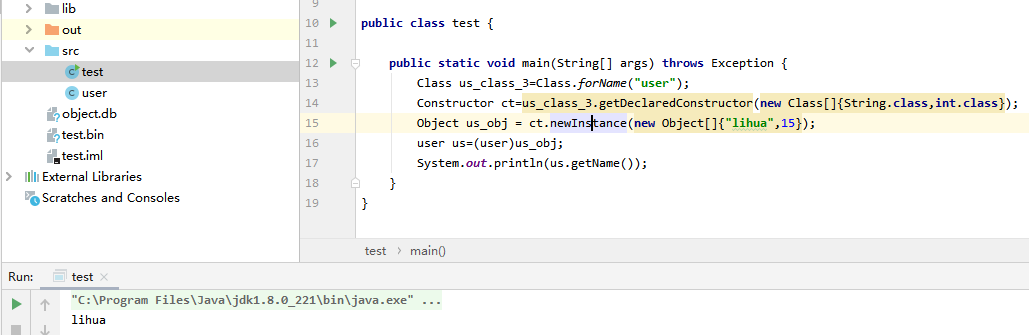 lib
out
src
test
user
object.db
test.bin
test.iml
External Libraries
Scratches and Consoles
9
10 public class test {
11
12 public static void main(String[] args) throws Exception {
13 Class us_class_3=Class.forName("user");
14 Constructor ct=us_class_3.getDeclaredConstructor(new Class[]{String.class,int.class});
15 Object us_obj = ct.newInstance(new Object[]{"lihua",15});
16 user us=(user)us_obj;
17 System.out.println(us.getName());
18 }
19 }
test > main()
Run: test ×
"C:\Program Files\Java\jdk1.8.0_221\bin\java.exe" ...
lihua